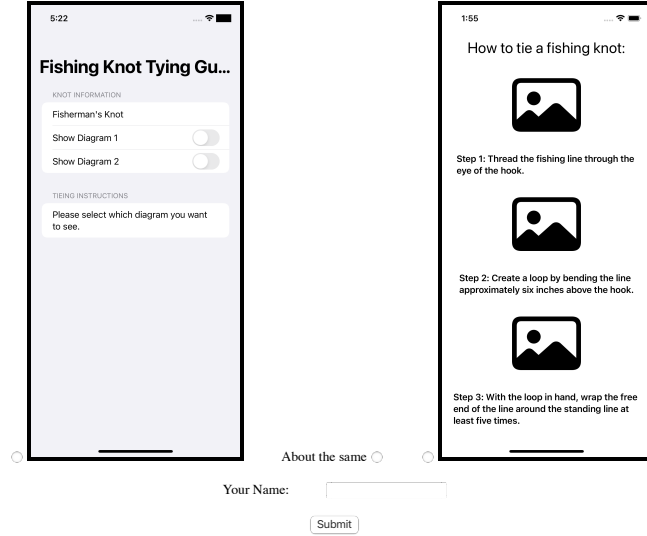 5:22
Fishing Knot Tying Gu...
KNOT INFORMATION
Fisherman's Knot
Show Diagram 1
Show Diagram 2
TIEING INSTRUCTIONS
Please select which diagram you want
to see.
1:55
How to tie a fishing knot:
Step 1: Thread the fishing line through the
eye of the hook.
Step 2: Create a loop by bending the line
approximately six inches above the hook.
Step 3: With the loop in hand, wrap the free
end of the line around the standing line at
least five times.
About the same
Your Name:
Submit